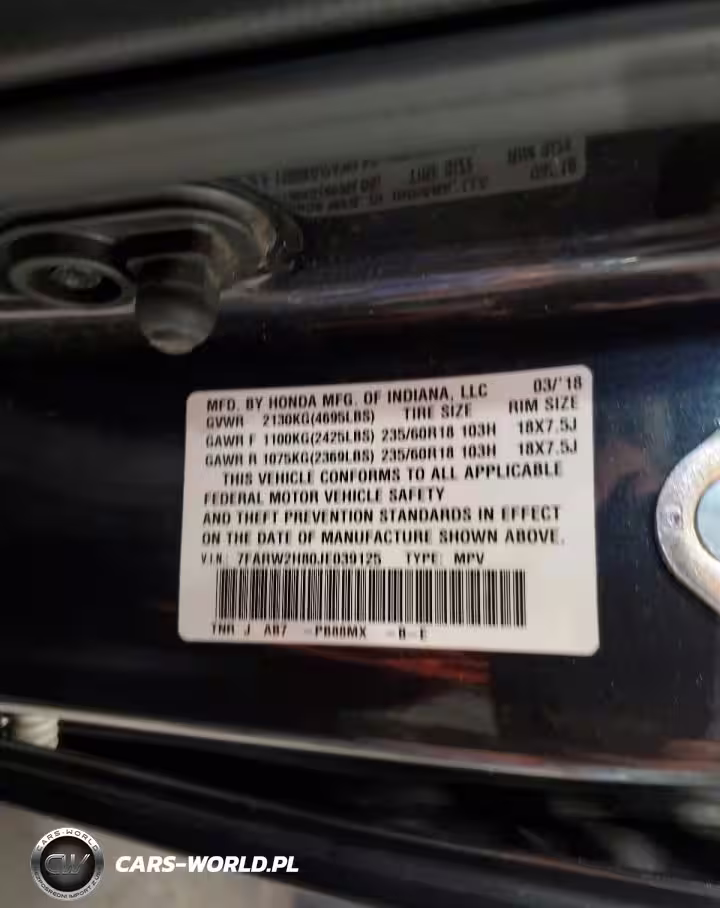 MFD. BY HONDA MFG. OF INDIANA, LLC 03/'18
GVWR 2130KG(4695LBS) TIRE SIZE RIM SIZE
GAWR F 1100KG(2425LBS) 235/60R18 103H 18X7.5J
GAWR R 1075KG(2369LBS) 235/60R18 103H 18X7.5J
THIS VEHICLE CONFORMS TO ALL APPLICABLE
FEDERAL MOTOR VEHICLE SAFETY
AND THEFT PREVENTION STANDARDS IN EFFECT
ON THE DATE OF MANUFACTURE SHOWN ABOVE.
VIN: 7FARW2H80JE039125 TYPE: MPV
TNR J A87 -PB88MX -B-E
CARS-WORLD
CW
CARS-WORLD.PL